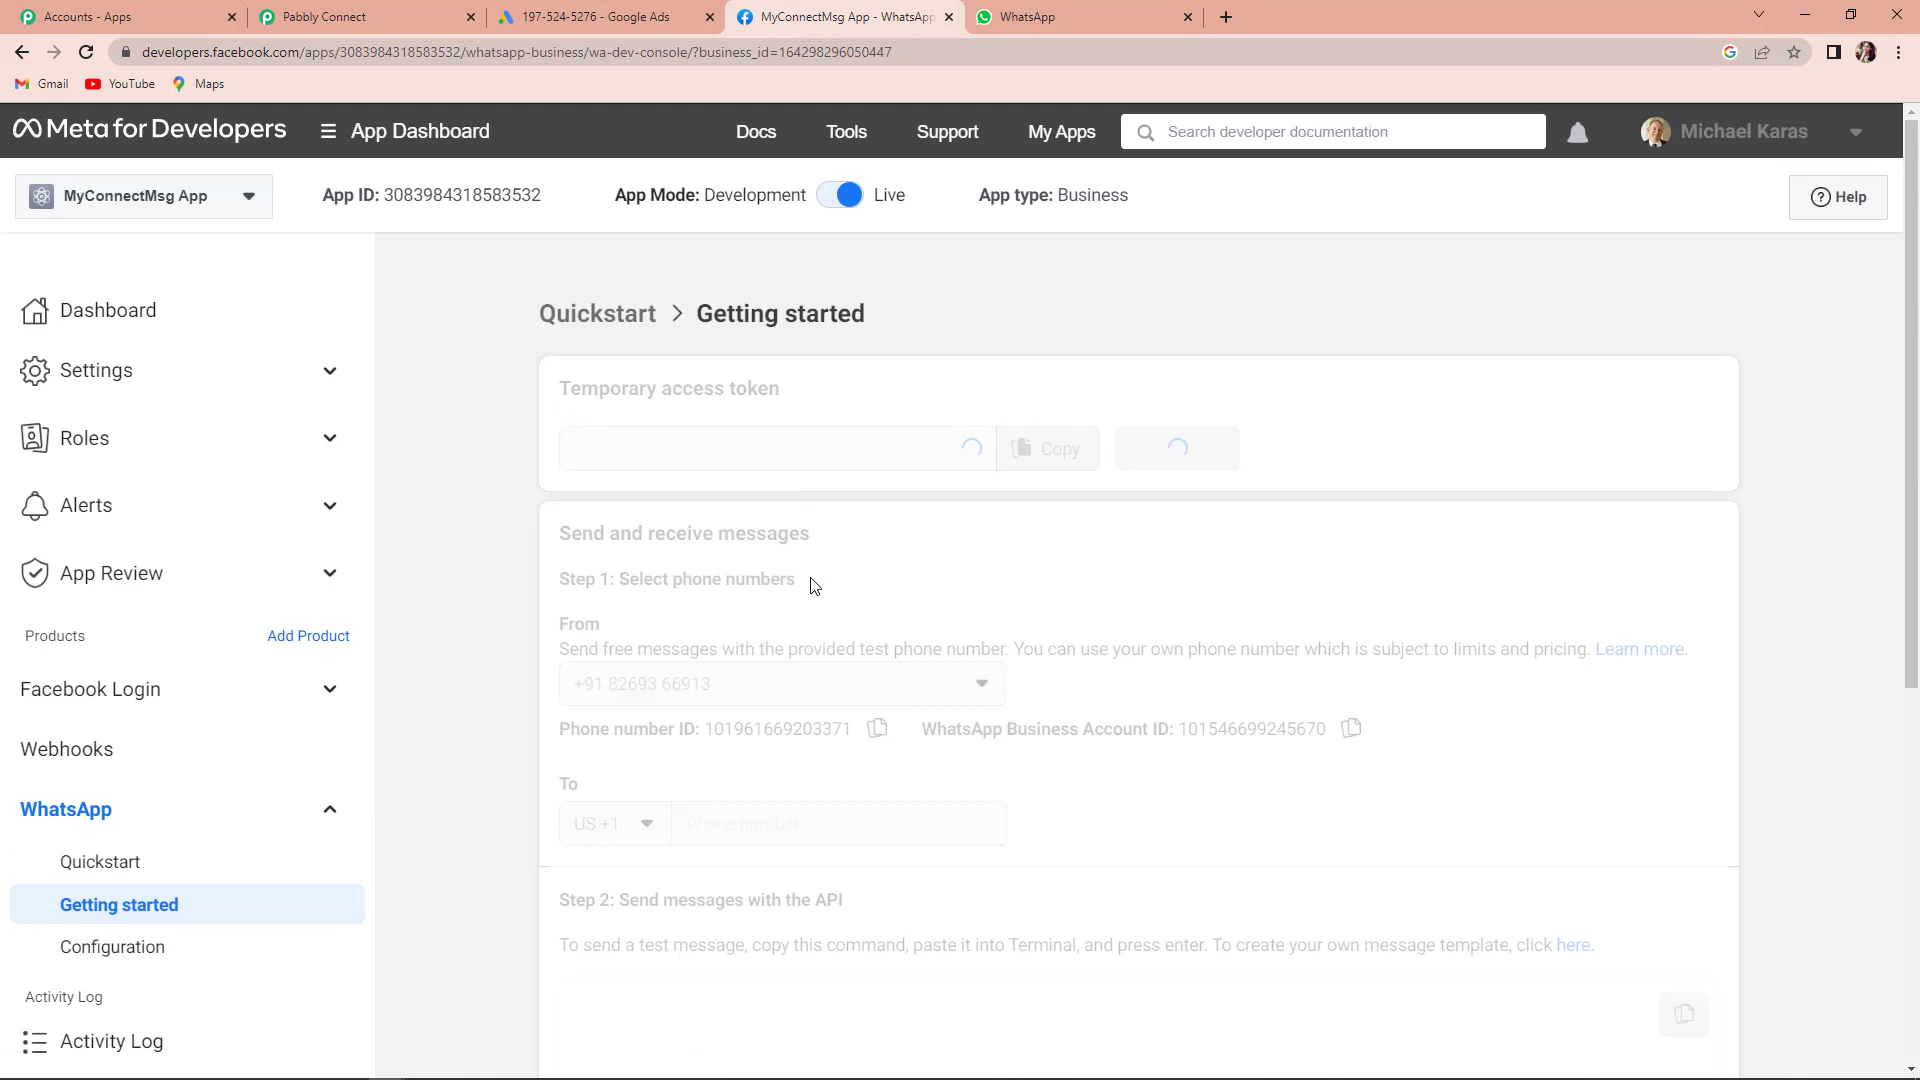 Accounts - Apps
Pabbly Connect
197-524-5276 - Google Ads
MyConnectMsg App - WhatsApp
WhatsApp
developers.facebook.com/apps/3083984318583532/whatsapp-business/wa-dev-console/?business_id=164298296050447
Gmail
YouTube
Maps
Meta for Developers
App Dashboard
Docs
Tools
Support
My Apps
Search developer documentation
Michael Karas
MyConnectMsg App
App ID: 3083984318583532
App Mode: Development
Live
App type: Business
Help
Dashboard
Settings
Roles
Alerts
App Review
Products
Add Product
Facebook Login
Webhooks
WhatsApp
Quickstart
Getting started
Configuration
Activity Log
Activity Log
Quickstart > Getting started
Temporary access token
Copy
Send and receive messages
Step 1: Select phone numbers
From
Send free messages with the provided test phone number. You can use your own phone number which is subject to limits and pricing. Learn more.
+91 82693 66913
Phone number ID: 101961669203371
WhatsApp Business Account ID: 101546699245670
To
US +1
Phone number
Step 2: Send messages with the API
To send a test message, copy this command, paste it into Terminal, and press enter. To create your own message template, click here.